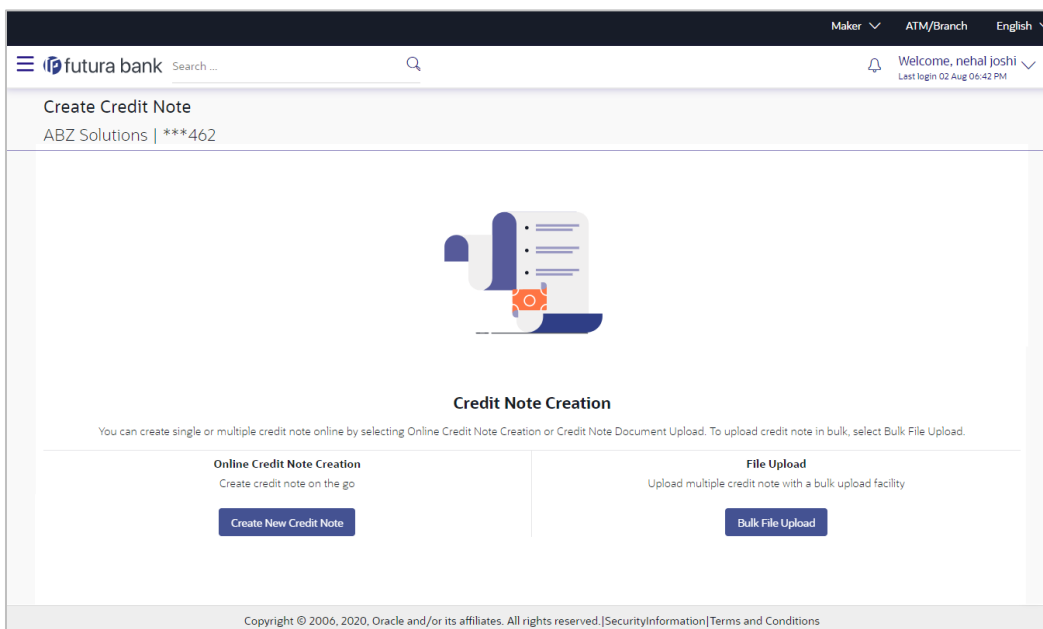 Maker ATM/Branch English
futura bank Search ... Welcome, nehal joshi
Last login 02 Aug 06:42 PM
Create Credit Note
ABZ Solutions | ***462
Credit Note Creation
You can create single or multiple credit note online by selecting Online Credit Note Creation or Credit Note Document Upload. To upload credit note in bulk, select Bulk File Upload.
Online Credit Note Creation
Create credit note on the go
Create New Credit Note
File Upload
Upload multiple credit note with a bulk upload facility
Bulk File Upload
Copyright © 2006, 2020, Oracle and/or its affiliates. All rights reserved.|SecurityInformation|Terms and Conditions